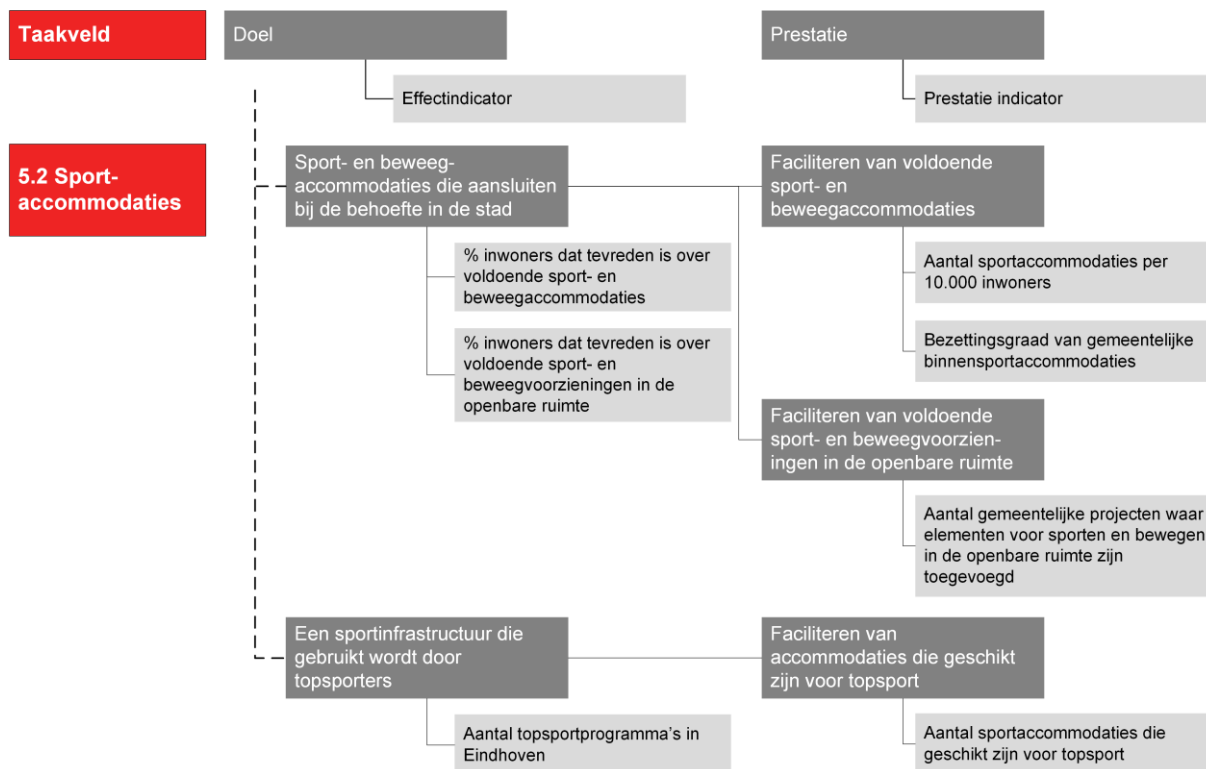 Taakveld
Doel
Prestatie
Effectindicator
Prestatie indicator
5.2 Sport-
accommodaties
Sport- en beweeg-
accommodaties die aansluiten
bij de behoefte in de stad
Faciliteren van voldoende
sport- en
beweegaccommodaties
% inwoners dat tevreden is over
voldoende sport- en
beweegaccommodaties
Aantal sportaccommodaties per
10.000 inwoners
% inwoners dat tevreden is over
voldoende sport- en
beweegvoorzieningen in de
openbare ruimte
Bezettingsgraad van gemeentelijke
binnensportaccommodaties
Faciliteren van voldoende
sport- en beweegvoorzien-
ingen in de openbare ruimte
Aantal gemeentelijke projecten waar
elementen voor sporten en bewegen
in de openbare ruimte zijn
toegevoegd
Een sportinfrastructuur die
gebruikt wordt door
topsporters
Faciliteren van
accommodaties die geschikt
zijn voor topsport
Aantal topsportprogramma's in
Eindhoven
Aantal sportaccommodaties die
geschikt zijn voor topsport